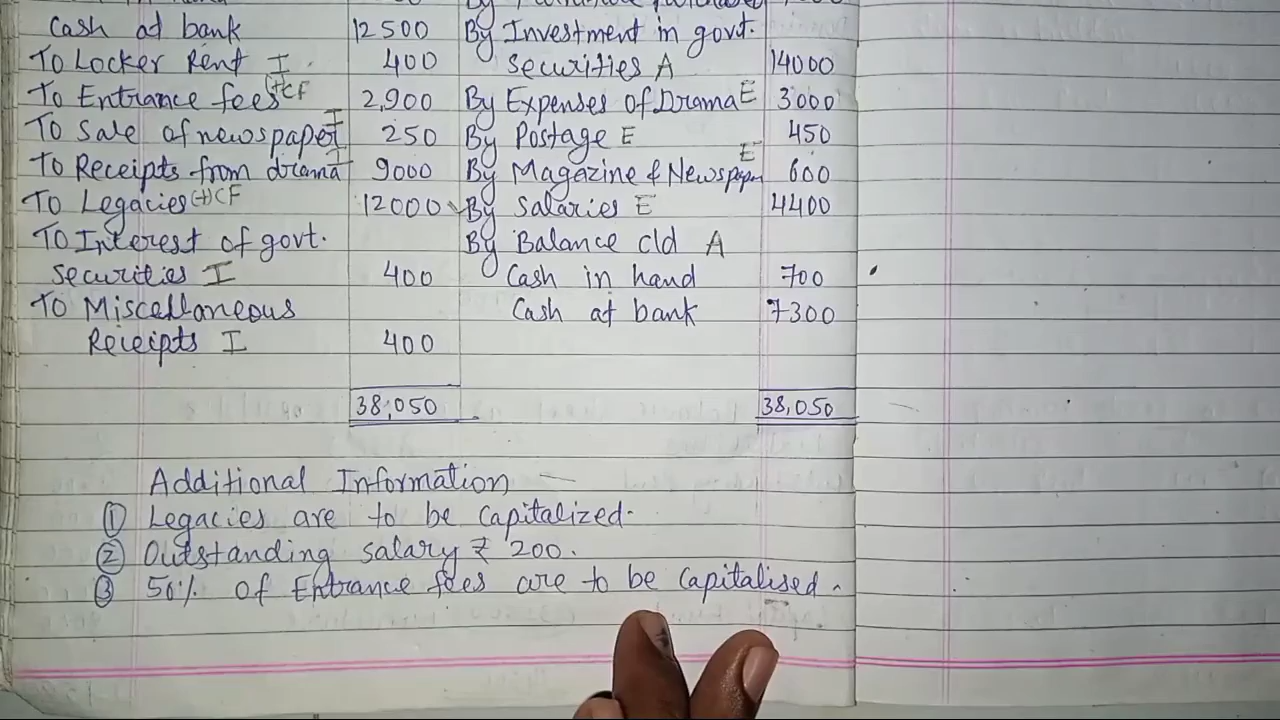 Cash at bank 12500 By Investment in govt.
To Locker Rent I 400 securities A 14000
To Entrance fees (+)CF 2,900 By Expenses of Drama E 3000
To Sale of newspaper I 250 By Postage E 450
To Receipts from drama I 9000 By Magazine & Newspaper E 600
To Legacies (+)CF 12000 By Salaries E 4400
To Interest of govt. By Balance c/d A
securities I 400 Cash in hand 700
To Miscellaneous Cash at bank 7300
Receipts I 400
38,050 38,050
Additional Information
① Legacies are to be Capitalized.
② Outstanding salary ₹ 200.
③ 50% of Entrance fees are to be Capitalised.